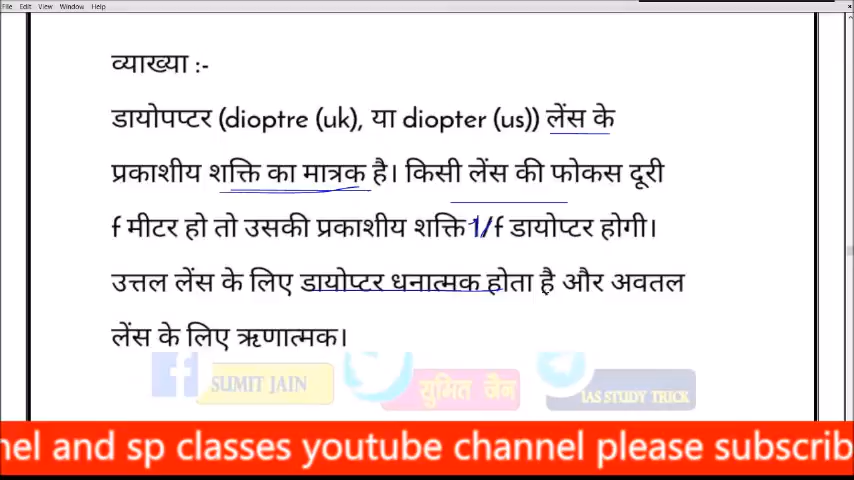 File Edit View Window Help
व्याख्या :-
डायोपप्टर (dioptre (uk), या diopter (us)) लेंस के
प्रकाशीय शक्ति का मात्रक है। किसी लेंस की फोकस दूरी
f मीटर हो तो उसकी प्रकाशीय शक्ति 1/f डायोप्टर होगी।
उत्तल लेंस के लिए डायोप्टर धनात्मक होता है और अवतल
लेंस के लिए ऋणात्मक।
SUMIT JAIN
सुमित जैन
IAS STUDY TRICK
nel and sp classes youtube channel please subscrib